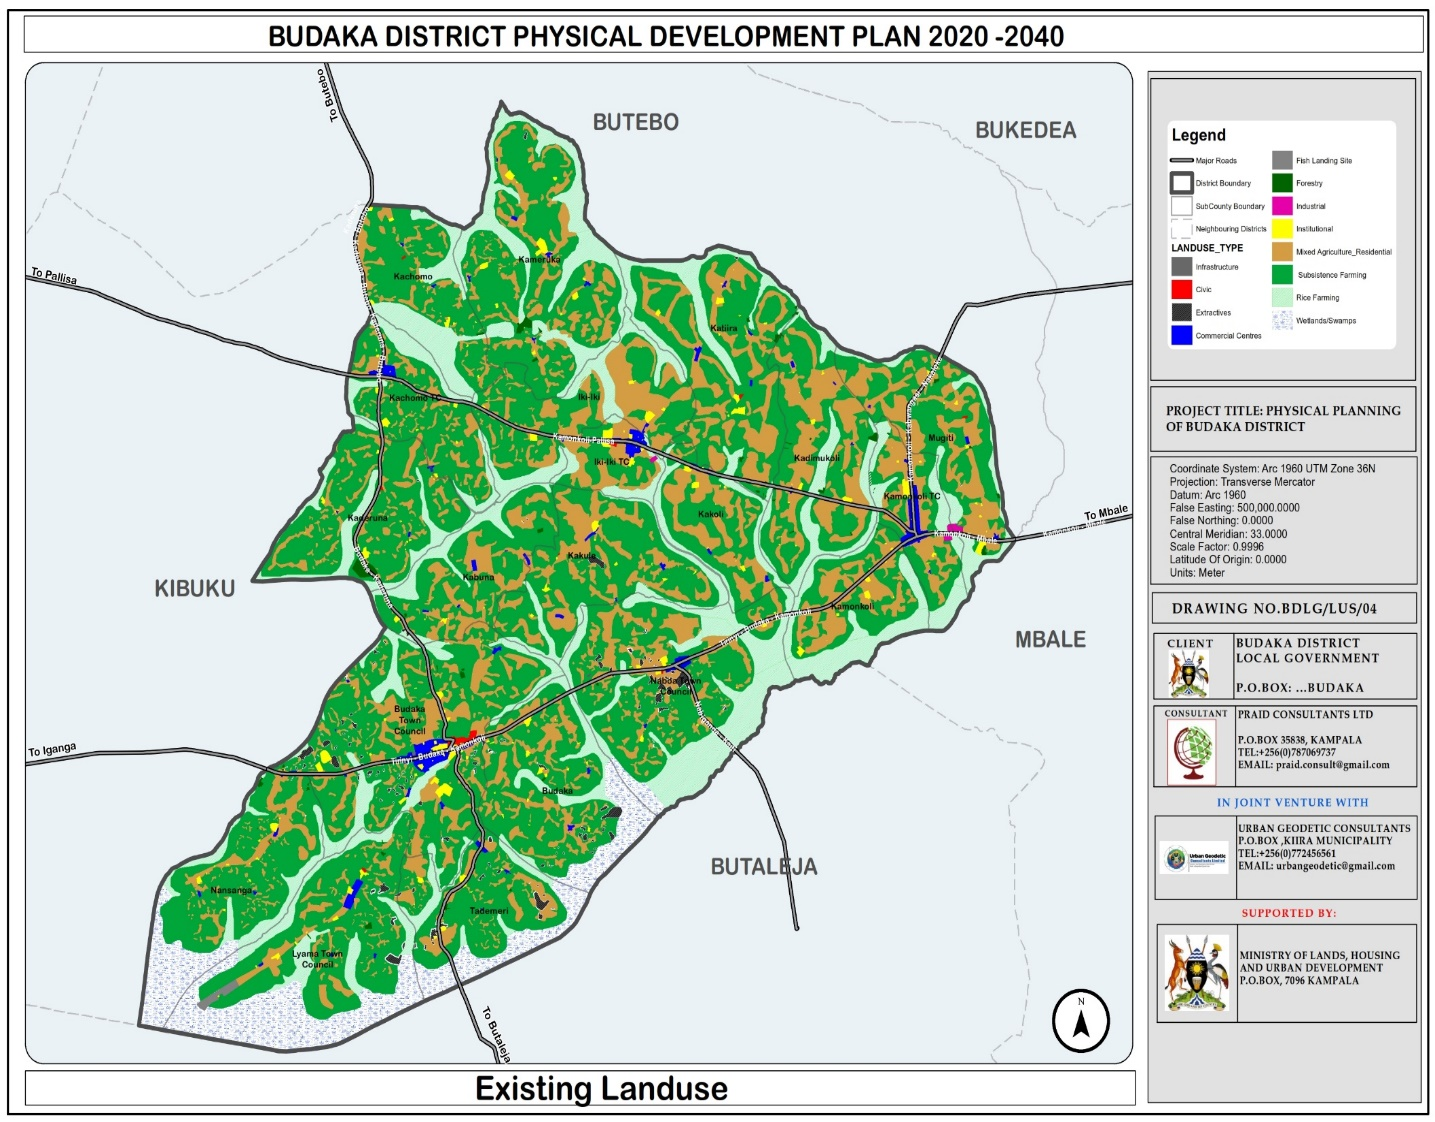 BUDAKA DISTRICT PHYSICAL DEVELOPMENT PLAN 2020 -2040
To Butebo
BUTEBO
BUKEDEA
To Pallisa
Kameruka
Kachomo
Katiira
Kachomo TC
Iki-Iki
Kamonkoli-Pallisa
Iki-Iki TC
Kadimukoli
Mugiti
Kamonkoli TC
Kakoli
Kaderuna
To Mbale
Kamonkoli - Mbale
Kamonkoli - Mbale
Kakule
Kabuna
KIBUKU
Kamonkoli
MBALE
Naboa Town
Council
Budaka
Town
Council
To Iganga
Budaka
BUTALEJA
Nansanga
Tademeri
Lyama Town
Council
To Butaleja
N
Existing Landuse
Legend
Major Roads
District Boundary
SubCounty Boundary
Neighbouring Districts
LANDUSE_TYPE
Infrastructure
Civic
Extractives
Commercial Centres
Fish Landing Site
Forestry
Industrial
Institutional
Mixed Agriculture_Residential
Subsistence Farming
Rice Farming
Wetlands/Swamps
PROJECT TITLE: PHYSICAL PLANNING
OF BUDAKA DISTRICT
Coordinate System: Arc 1960 UTM Zone 36N
Projection: Transverse Mercator
Datum: Arc 1960
False Easting: 500,000.0000
False Northing: 0.0000
Central Meridian: 33.0000
Scale Factor: 0.9996
Latitude Of Origin: 0.0000
Units: Meter
DRAWING NO.BDLG/LUS/04
CLIENT
BUDAKA DISTRICT
LOCAL GOVERNMENT
P.O.BOX: ...BUDAKA
CONSULTANT
PRAID CONSULTANTS LTD
P.O.BOX 35838, KAMPALA
TEL:+256(0)787069737
EMAIL: praid.consult@gmail.com
IN JOINT VENTURE WITH
Urban Geodetic
URBAN GEODETIC CONSULTANTS
P.O.BOX ,KIIRA MUNICIPALITY
TEL:+256(0)772456561
EMAIL: urbangeodetic@gmail.com
SUPPORTED BY:
MINISTRY OF LANDS, HOUSING
AND URBAN DEVELOPMENT
P.O.BOX, 7096 KAMPALA